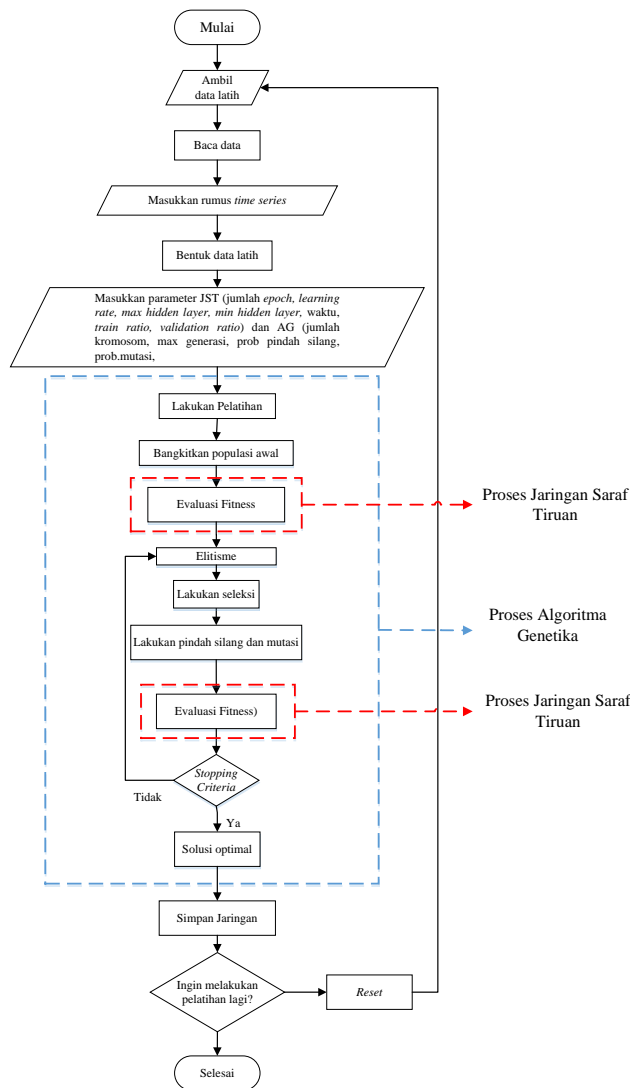 Mulai
Ambil
data latih
Baca data
Masukkan rumus time series
Bentuk data latih
Masukkan parameter JST (jumlah epoch, learning
rate, max hidden layer, min hidden layer, waktu,
train ratio, validation ratio) dan AG (jumlah
kromosom, max generasi, prob pindah silang,
prob.mutasi,
Lakukan Pelatihan
Bangkitkan populasi awal
Evaluasi Fitness
Proses Jaringan Saraf
Tiruan
Elitisme
Lakukan seleksi
Lakukan pindah silang dan mutasi
Proses Algoritma
Genetika
Evaluasi Fitness)
Proses Jaringan Saraf
Tiruan
Stopping
Criteria
Tidak
Ya
Solusi optimal
Simpan Jaringan
Ingin melakukan
pelatihan lagi?
Reset
Selesai